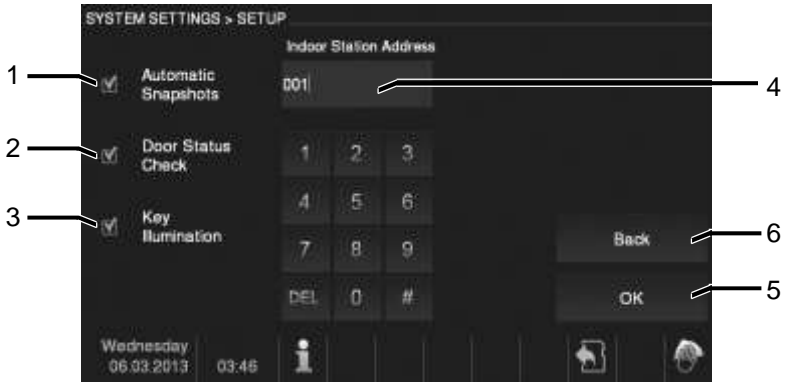 SYSTEM SETTINGS > SETUP
Indoor Station Address
1
Automatic
Snapshots
001
4
2
Door Status
Check
1 2 3
3
Key
Illumination
4 5 6
7 8 9
Back
6
DEL 0 #
OK
5
Wednesday
06.03.2013 03:46
i